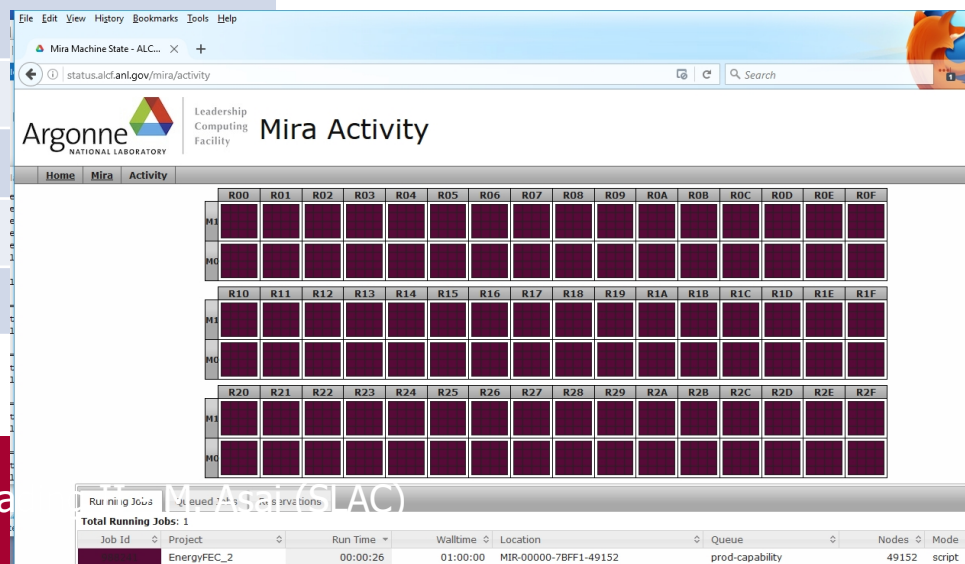 File Edit View History Bookmarks Tools Help
Mira Machine State - ALC... × +
status.alcf.anl.gov/mira/activity Search
1
Argonne
NATIONAL LABORATORY
Leadership
Computing
Facility
Mira Activity
Home Mira Activity
R00 R01 R02 R03 R04 R05 R06 R07 R08 R09 R0A R0B R0C R0D R0E R0F
M1
M0
R10 R11 R12 R13 R14 R15 R16 R17 R18 R19 R1A R1B R1C R1D R1E R1F
M1
M0
R20 R21 R22 R23 R24 R25 R26 R27 R28 R29 R2A R2B R2C R2D R2E R2F
M1
M0
M. Asai (SLAC)
Running Jobs Queued Jobs Reservations
Total Running Jobs: 1
Job Id Project Run Time Walltime Location Queue Nodes Mode
EnergyFEC_2 00:00:26 01:00:00 MIR-00000-7BFF1-49152 prod-capability 49152 script